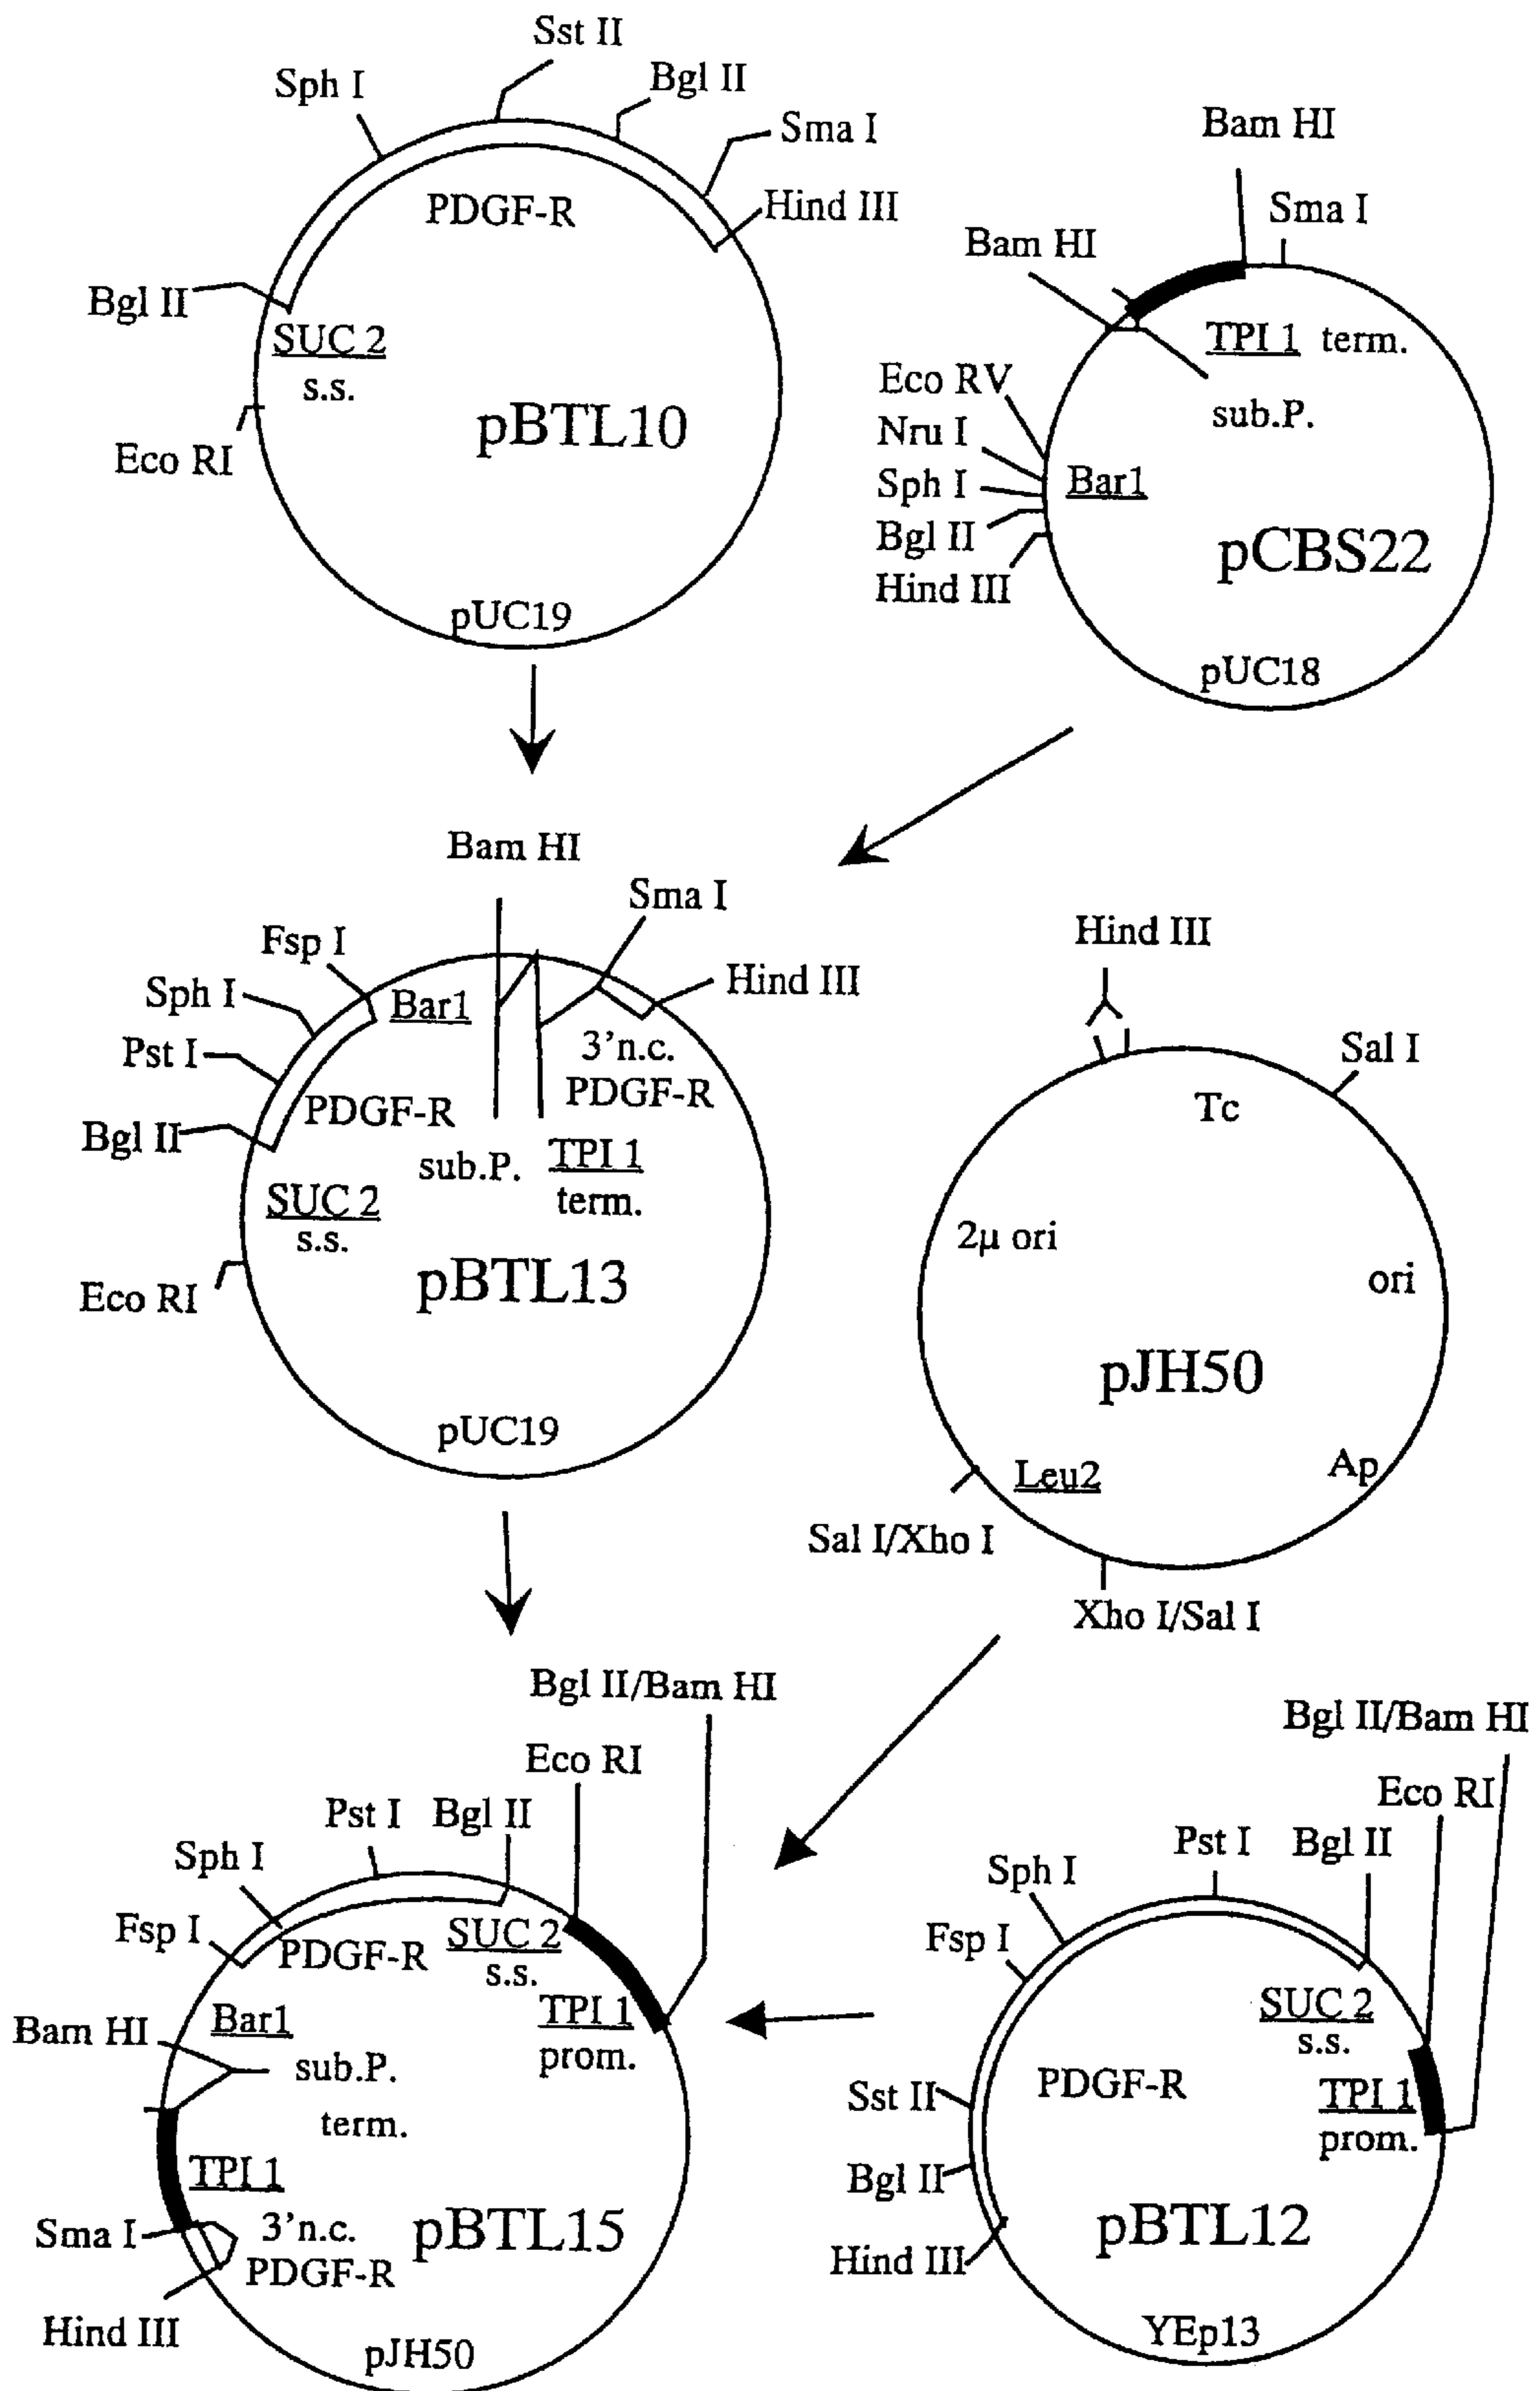 Sst II
Sph I
Bgl II
Sma I
PDGF-R
Hind III
Bgl II
SUC 2
s.s.
pBTL10
Eco RI
pUC19
Bam HI
Sma I
Bam HI
TPI 1 term.
Eco RV
sub.P.
Nru I
Sph I
Bar1
Bgl II
pCBS22
Hind III
pUC18
Bam HI
Sma I
Fsp I
Sph I
Bar1
Hind III
Pst I
3'n.c.
PDGF-R
PDGF-R
Bgl II
sub.P.
TPI 1
term.
SUC 2
s.s.
Eco RI
pBTL13
pUC19
Hind III
Sal I
Tc
2μ ori
ori
pJH50
Leu2
Ap
Sal I/Xho I
Xho I/Sal I
Bgl II/Bam HI
Eco RI
Pst I
Bgl II
Sph I
Fsp I
PDGF-R
SUC 2
s.s.
TPI 1
prom.
Bar1
Bam HI
sub.P.
term.
TPI 1
Sma I
3'n.c.
PDGF-R
pBTL15
Hind III
pJH50
Bgl II/Bam HI
Eco RI
Pst I
Bgl II
Sph I
Fsp I
SUC 2
s.s.
PDGF-R
TPI 1
prom.
Sst II
Bgl II
pBTL12
Hind III
YEp13